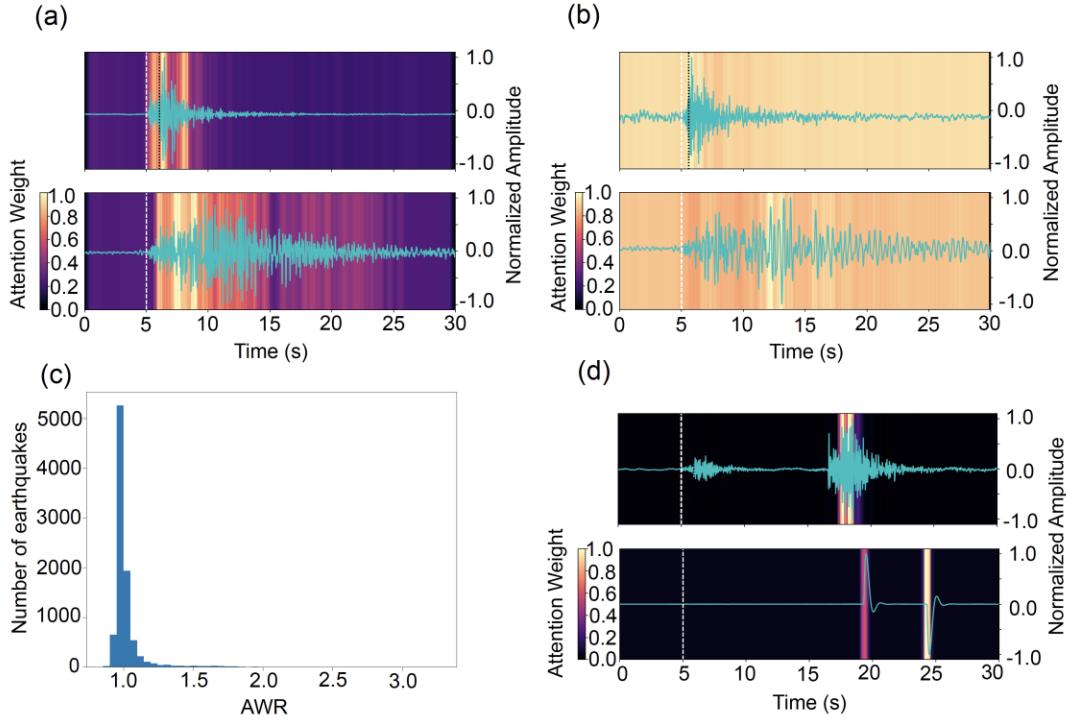 (a)
(b)
Attention Weight
1.0
0.0
-1.0
Normalized Amplitude
1.0
0.8
0.6
0.4
0.2
0.0
1.0
0.0
-1.0
0 5 10 15 20 25 30
Time (s)
Attention Weight
1.0
0.0
-1.0
Normalized Amplitude
1.0
0.8
0.6
0.4
0.2
0.0
1.0
0.0
-1.0
0 5 10 15 20 25 30
Time (s)
(c)
Number of earthquakes
5000
4000
3000
2000
1000
0
1.0 1.5 2.0 2.5 3.0
AWR
(d)
Attention Weight
1.0
0.0
-1.0
Normalized Amplitude
1.0
0.8
0.6
0.4
0.2
0.0
1.0
0.0
-1.0
0 5 10 15 20 25 30
Time (s)